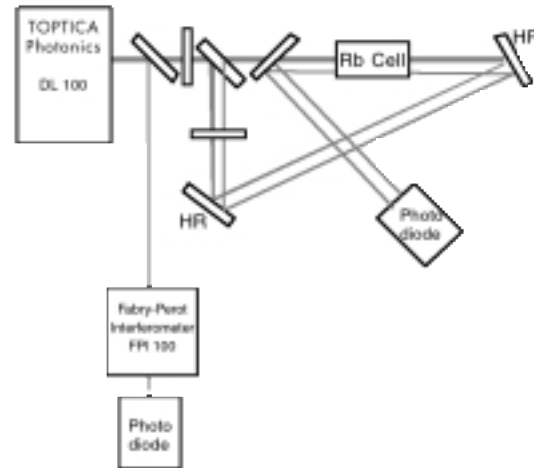 TOPTICA
Photonics
DL 100
Rb Cell
HR
HR
Photo
diode
Fabry-Perot
Interferometer
FPI 100
Photo
diode